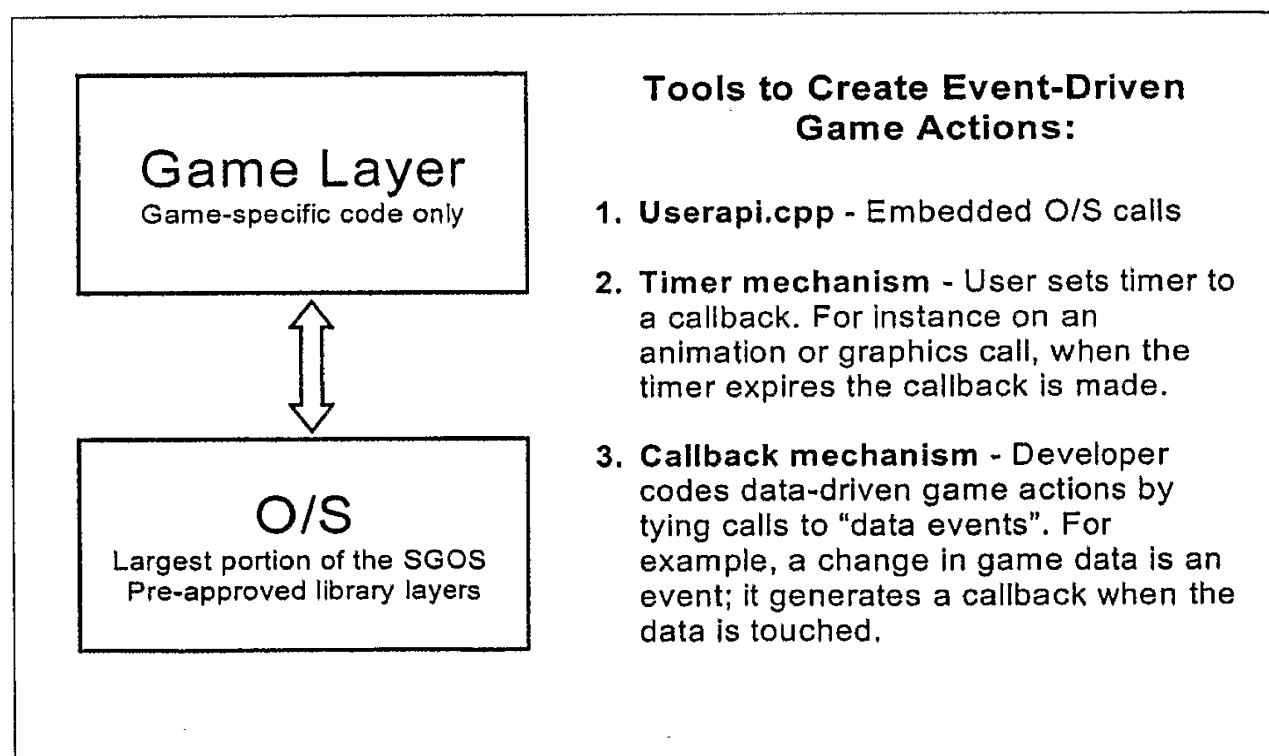 Game Layer
Game-specific code only
O/S
Largest portion of the SGOS
Pre-approved library layers
Tools to Create Event-Driven
Game Actions:
1. Userapi.cpp - Embedded O/S calls
2. Timer mechanism - User sets timer to
a callback. For instance on an
animation or graphics call, when the
timer expires the callback is made.
3. Callback mechanism - Developer
codes data-driven game actions by
tying calls to “data events”. For
example, a change in game data is an
event; it generates a callback when the
data is touched.